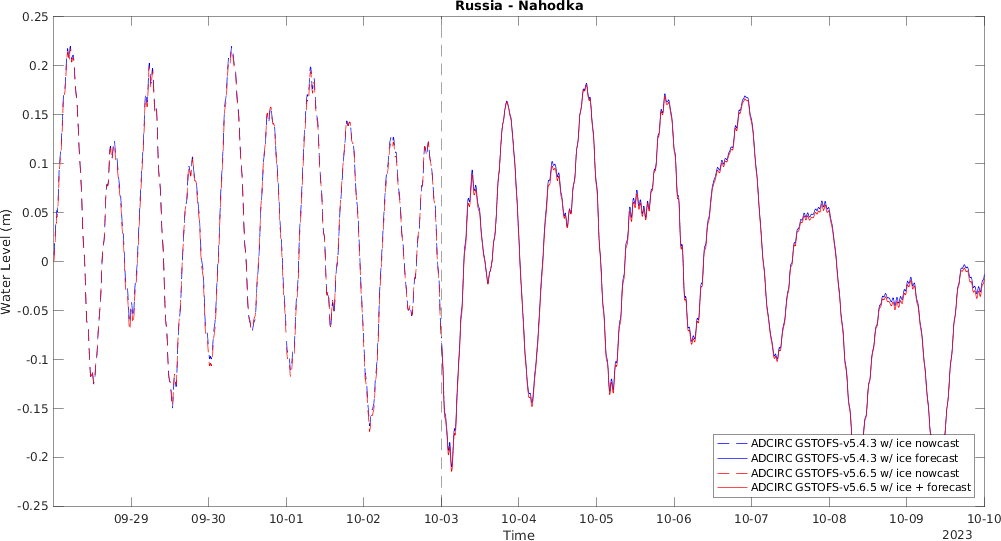 Russia - Nahodka
0.25
0.2
0.15
0.1
0.05
0
-0.05
-0.1
-0.15
-0.2
-0.25
Water Level (m)
ADCIRC GSTOFS-v5.4.3 w/ ice nowcast
ADCIRC GSTOFS-v5.4.3 w/ ice forecast
ADCIRC GSTOFS-v5.6.5 w/ ice nowcast
ADCIRC GSTOFS-v5.6.5 w/ ice + forecast
09-29 09-30 10-01 10-02 10-03 10-04 10-05 10-06 10-07 10-08 10-09 10-10
Time
2023